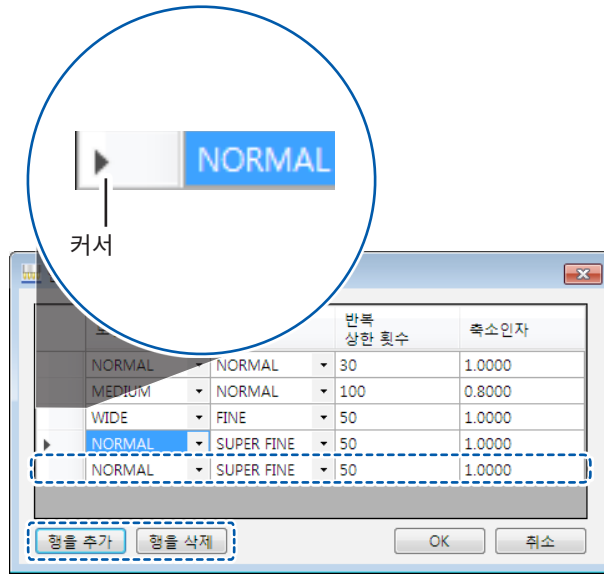 NORMAL
커서
반복
상한 횟수
축소인자
NORMAL NORMAL 30 1.0000
MEDIUM NORMAL 100 0.8000
WIDE FINE 50 1.0000
NORMAL SUPER FINE 50 1.0000
NORMAL SUPER FINE 50 1.0000
행을 추가 행을 삭제 OK 취소